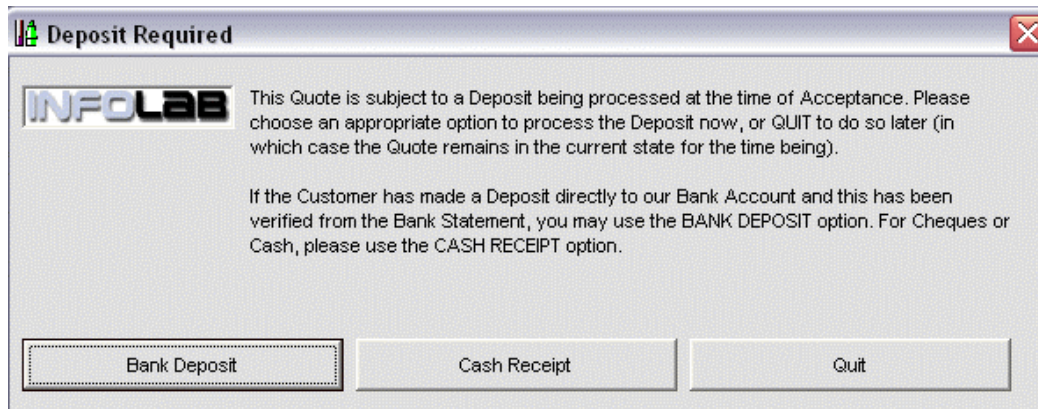 Deposit Required
INFOLAB
This Quote is subject to a Deposit being processed at the time of Acceptance. Please
choose an appropriate option to process the Deposit now, or QUIT to do so later (in
which case the Quote remains in the current state for the time being).
If the Customer has made a Deposit directly to our Bank Account and this has been
verified from the Bank Statement, you may use the BANK DEPOSIT option. For Cheques or
Cash, please use the CASH RECEIPT option.
Bank Deposit
Cash Receipt
Quit